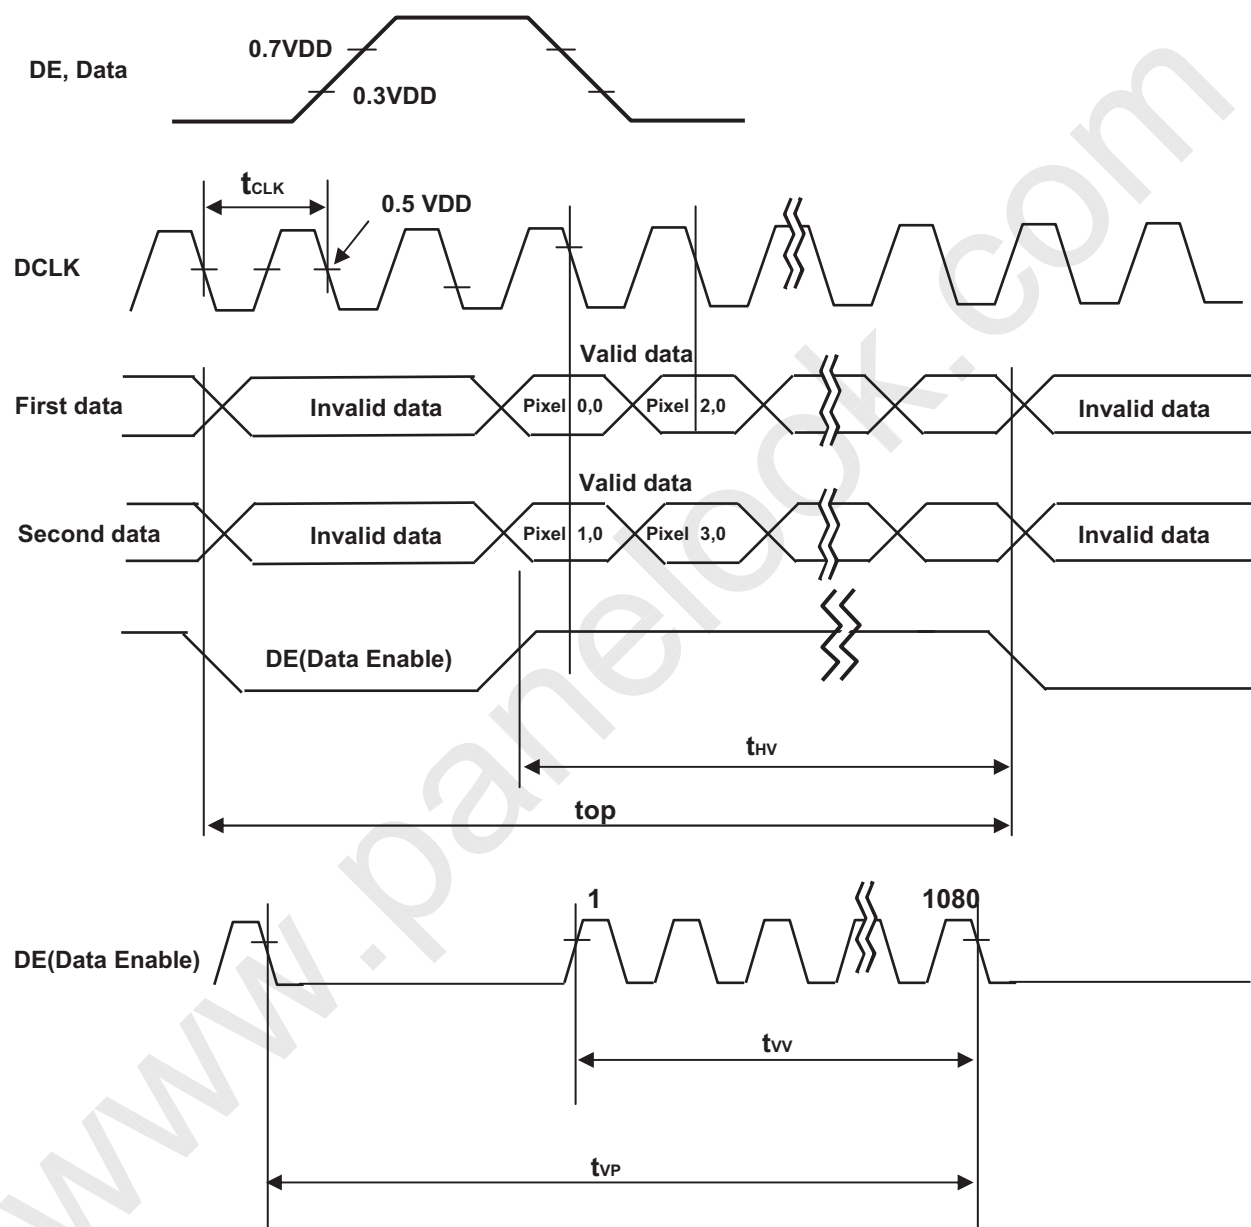 0.7VDD
DE, Data
0.3VDD
tCLK
0.5 VDD
DCLK
Valid data
First data
Invalid data
Pixel 0,0
Pixel 2,0
Invalid data
Valid data
Second data
Invalid data
Pixel 1,0
Pixel 3,0
Invalid data
DE(Data Enable)
tHV
top
1
1080
DE(Data Enable)
tVV
tVP
www.panelook.com